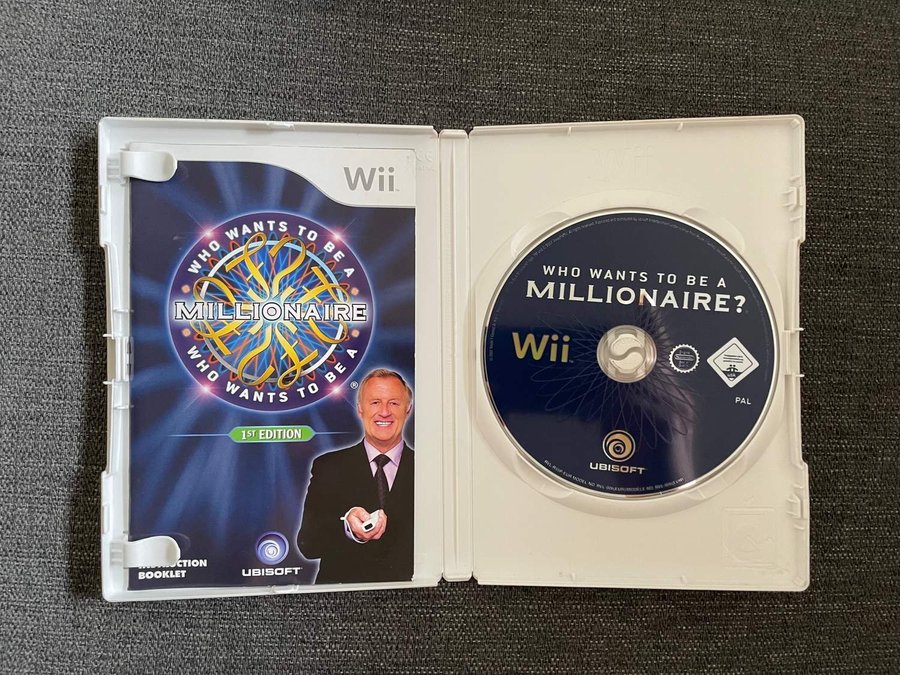 Wii
WHO WANTS TO BE A
MILLIONAIRE
WHO WANTS TO BE A
®
1ST EDITION
INSTRUCTION
BOOKLET
UBISOFT
Wii
WHO WANTS TO BE A
MILLIONAIRE?
Wii
PAL
UBISOFT